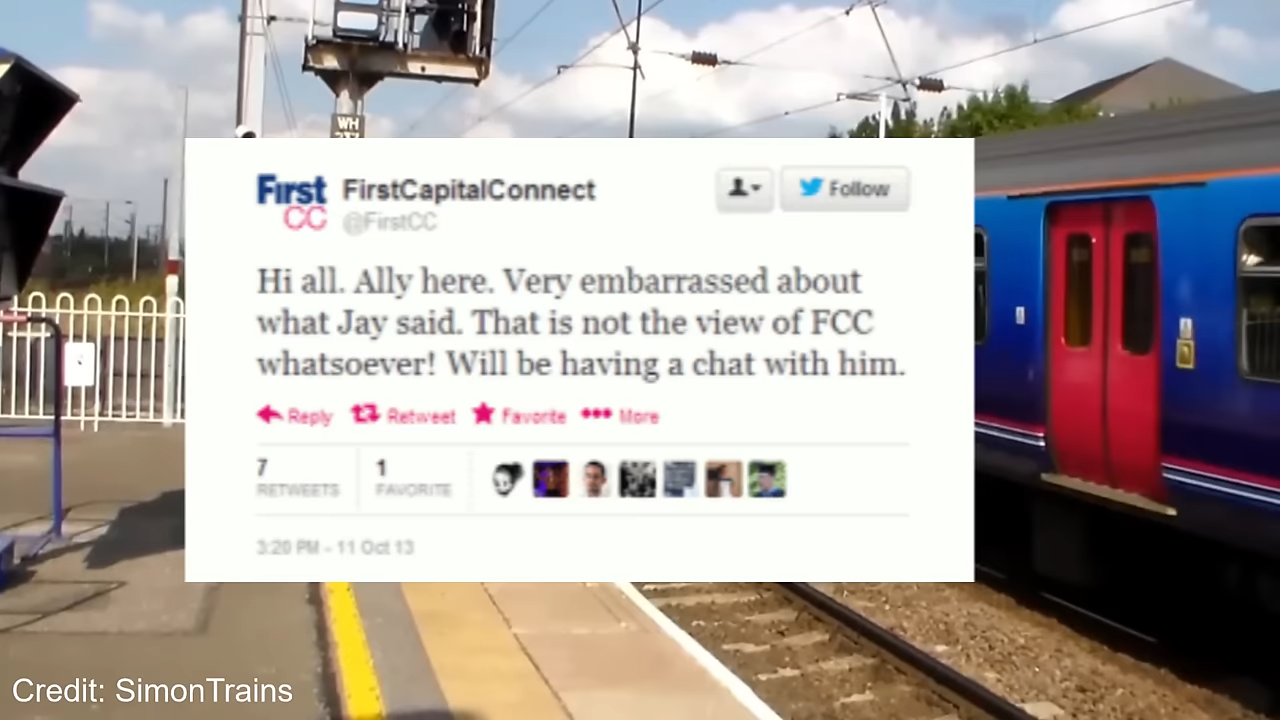 WH
First
CC
FirstCapitalConnect
@FirstCC
Follow
Hi all. Ally here. Very embarrassed about
what Jay said. That is not the view of FCC
whatsoever! Will be having a chat with him.
Reply Retweet Favorite More
7 1
RETWEETS FAVORITE
3:20 PM - 11 Oct 13
Credit: SimonTrains